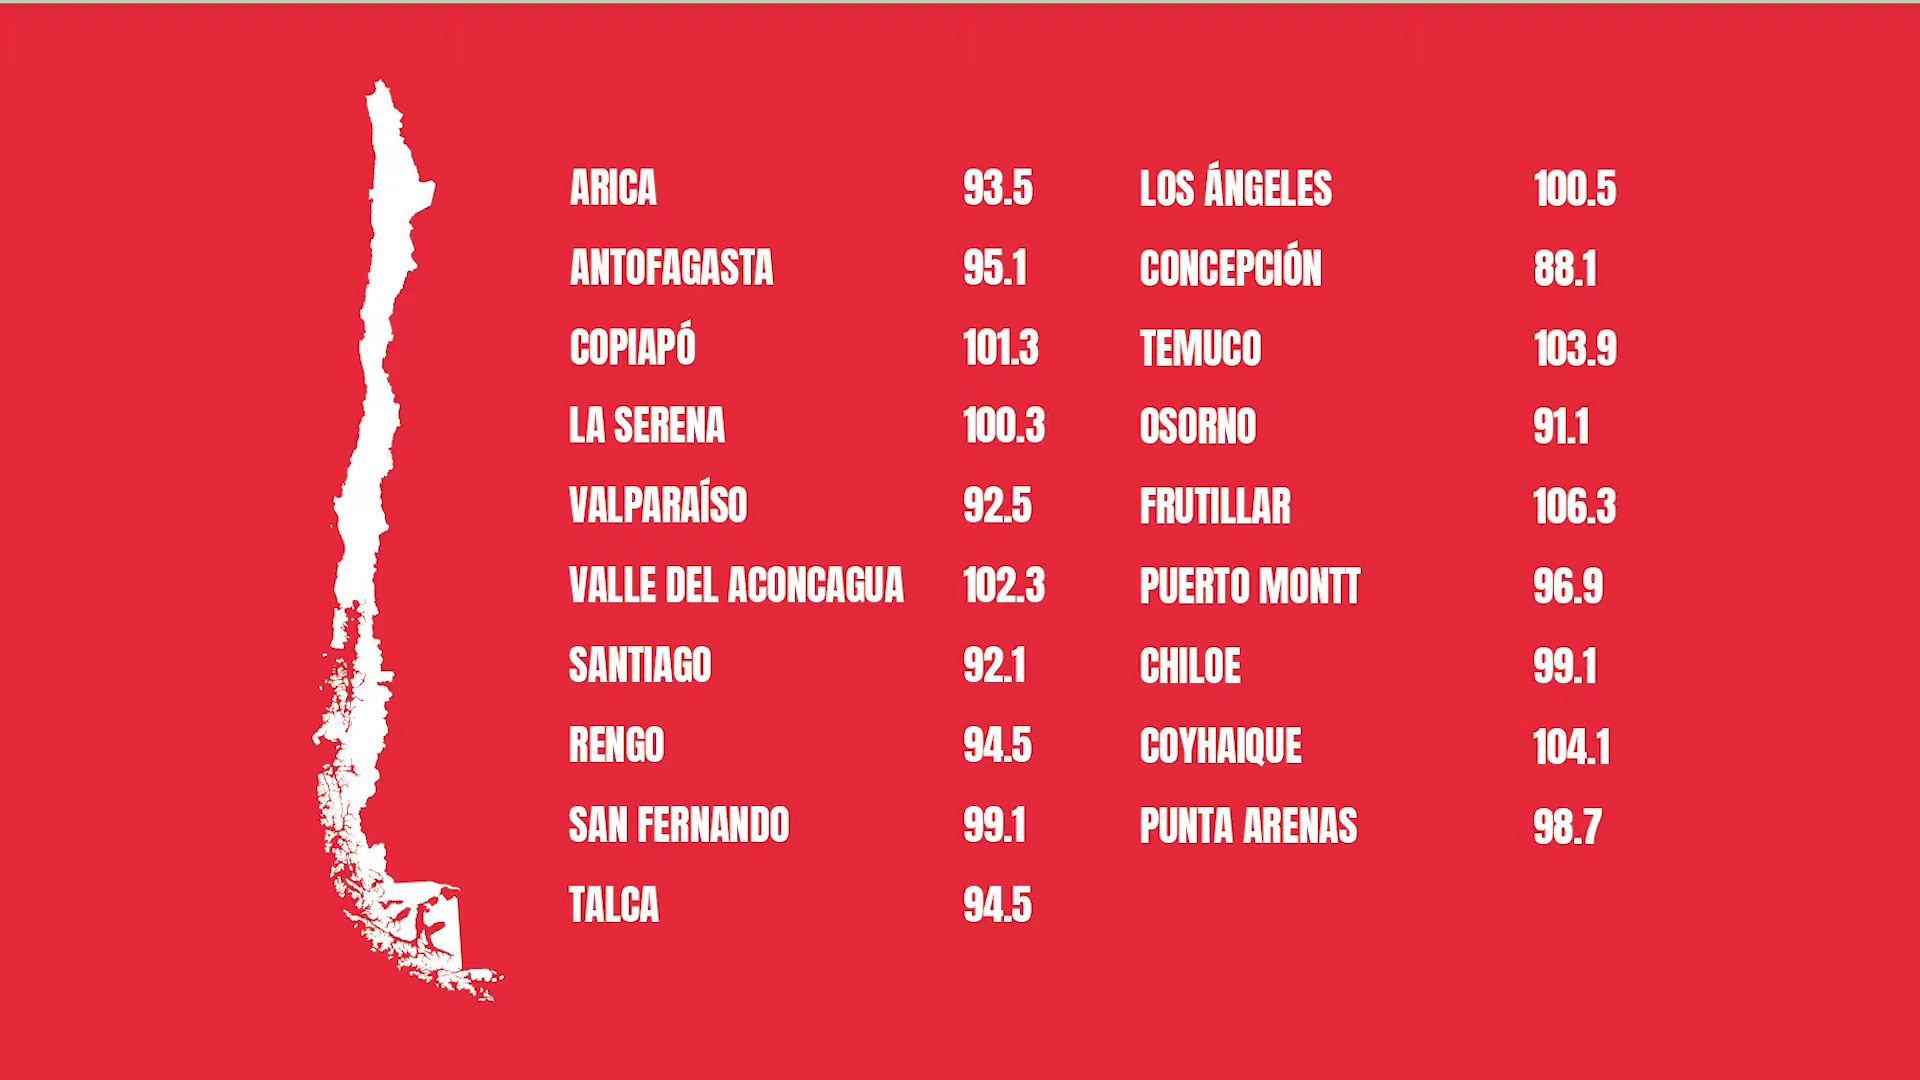 ARICA 93.5
ANTOFAGASTA 95.1
COPIAPÓ 101.3
LA SERENA 100.3
VALPARAÍSO 92.5
VALLE DEL ACONCAGUA 102.3
SANTIAGO 92.1
RENGO 94.5
SAN FERNANDO 99.1
TALCA 94.5
LOS ÁNGELES 100.5
CONCEPCIÓN 88.1
TEMUCO 103.9
OSORNO 91.1
FRUTILLAR 106.3
PUERTO MONTT 96.9
CHILOE 99.1
COYHAIQUE 104.1
PUNTA ARENAS 98.7